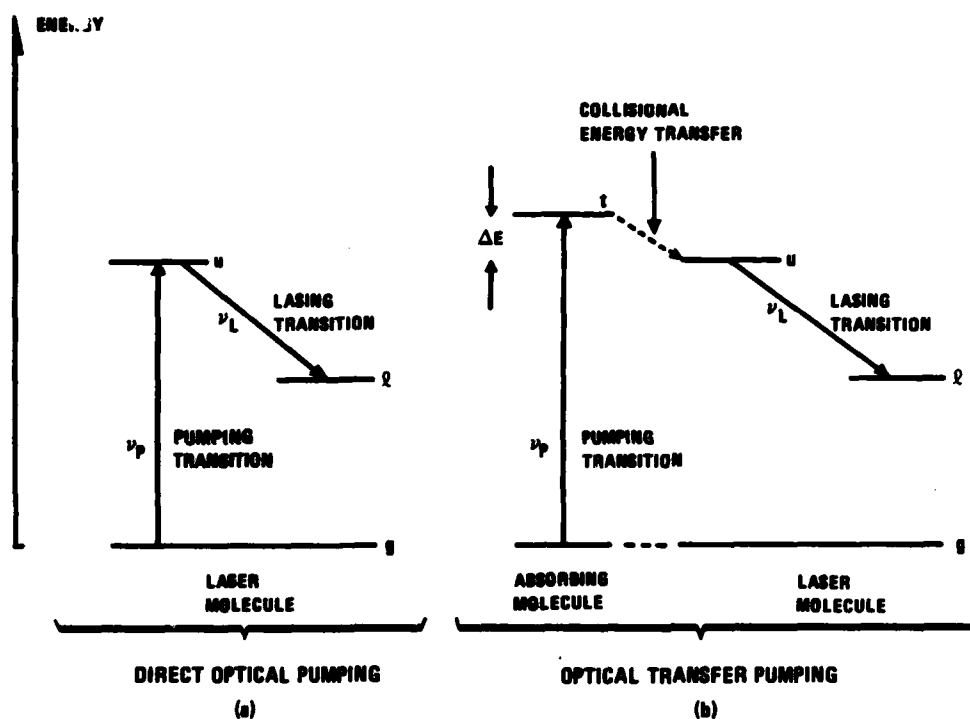 ENERGY
COLLISIONAL
ENERGY TRANSFER
t
ΔE
u
u
LASING
TRANSITION
ν_L
LASING
TRANSITION
ν_L
ℓ
ℓ
ν_p
PUMPING
TRANSITION
ν_p
PUMPING
TRANSITION
g
g
LASER
MOLECULE
ABSORBING
MOLECULE
LASER
MOLECULE
DIRECT OPTICAL PUMPING
(a)
OPTICAL TRANSFER PUMPING
(b)